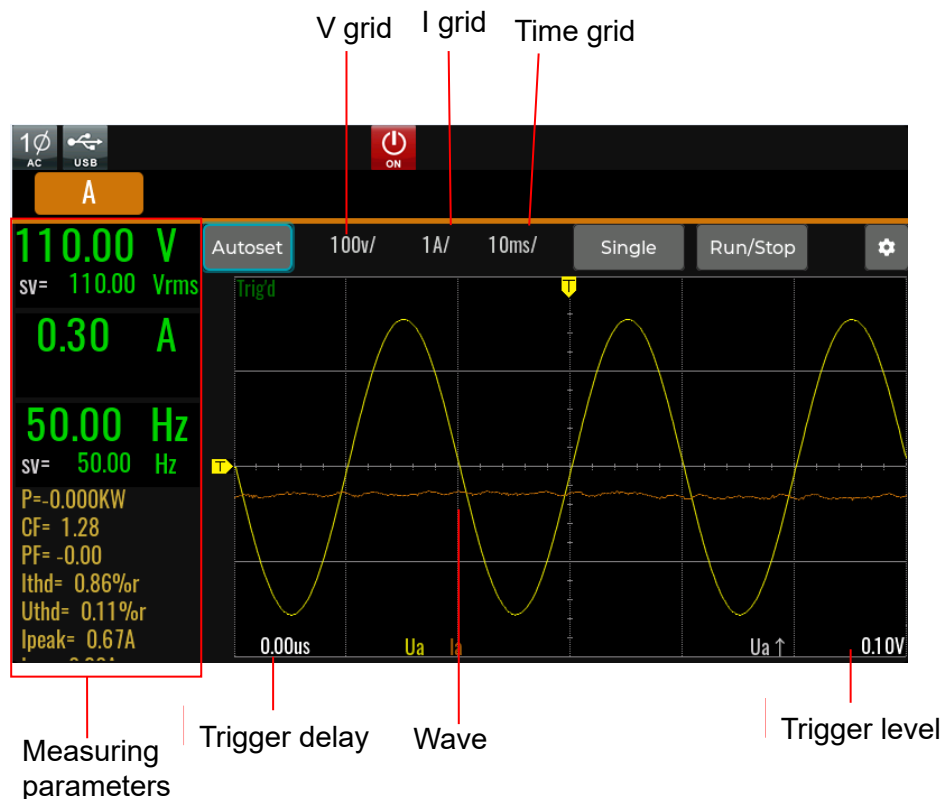 V grid I grid Time grid
1Ø
AC USB ON
A
110.00 V
sv= 110.00 Vrms
0.30 A
50.00 Hz
sv= 50.00 Hz
P=-0.000KW
CF= 1.28
PF= -0.00
Ithd= 0.86%r
Uthd= 0.11%r
Ipeak= 0.67A
Autoset 100v/ 1A/ 10ms/ Single Run/Stop
Trig'd T
T
0.00us Ua Ia Ua↑ 0.10V
Measuring
parameters
Trigger delay Wave Trigger level